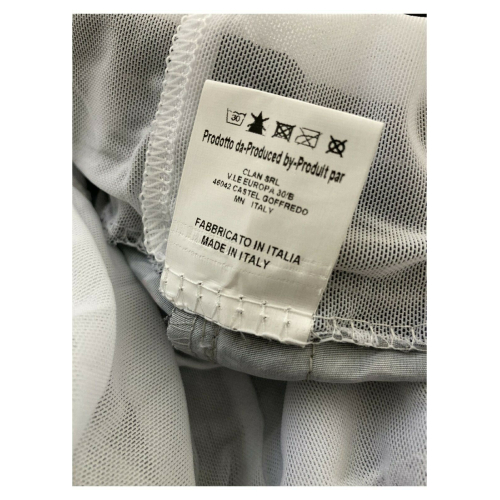 30
Prodotto da-Produced by-Produit par
CLAN SRL
V.LE EUROPA 30/B
46042 CASTEL GOFFREDO
MN ITALY
FABBRICATO IN ITALIA
MADE IN ITALY